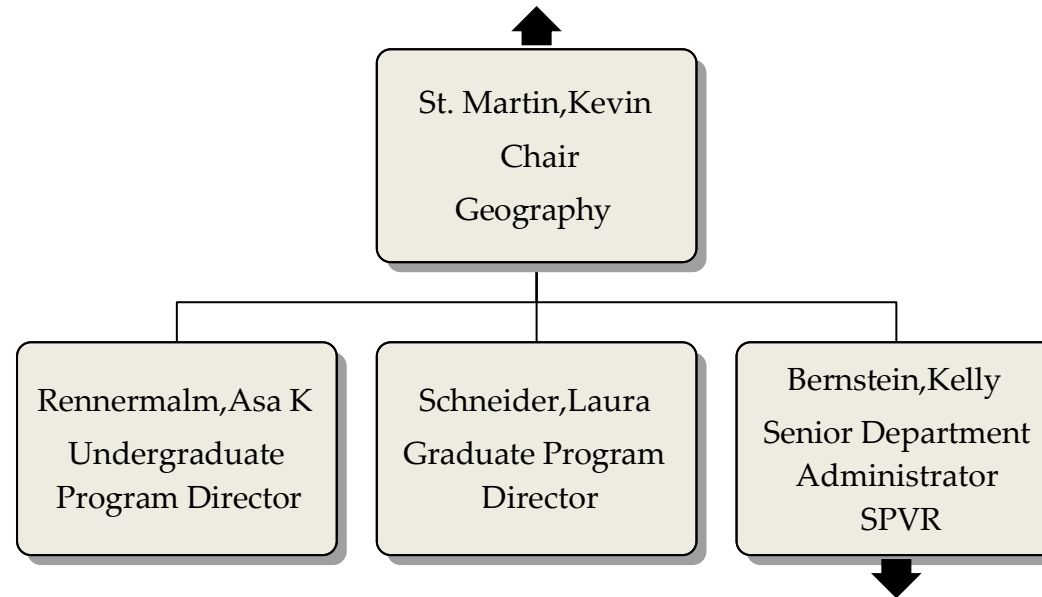 St. Martin,Kevin
Chair
Geography
Rennermalm,Asa K
Undergraduate
Program Director
Schneider,Laura
Graduate Program
Director
Bernstein,Kelly
Senior Department
Administrator
SPVR